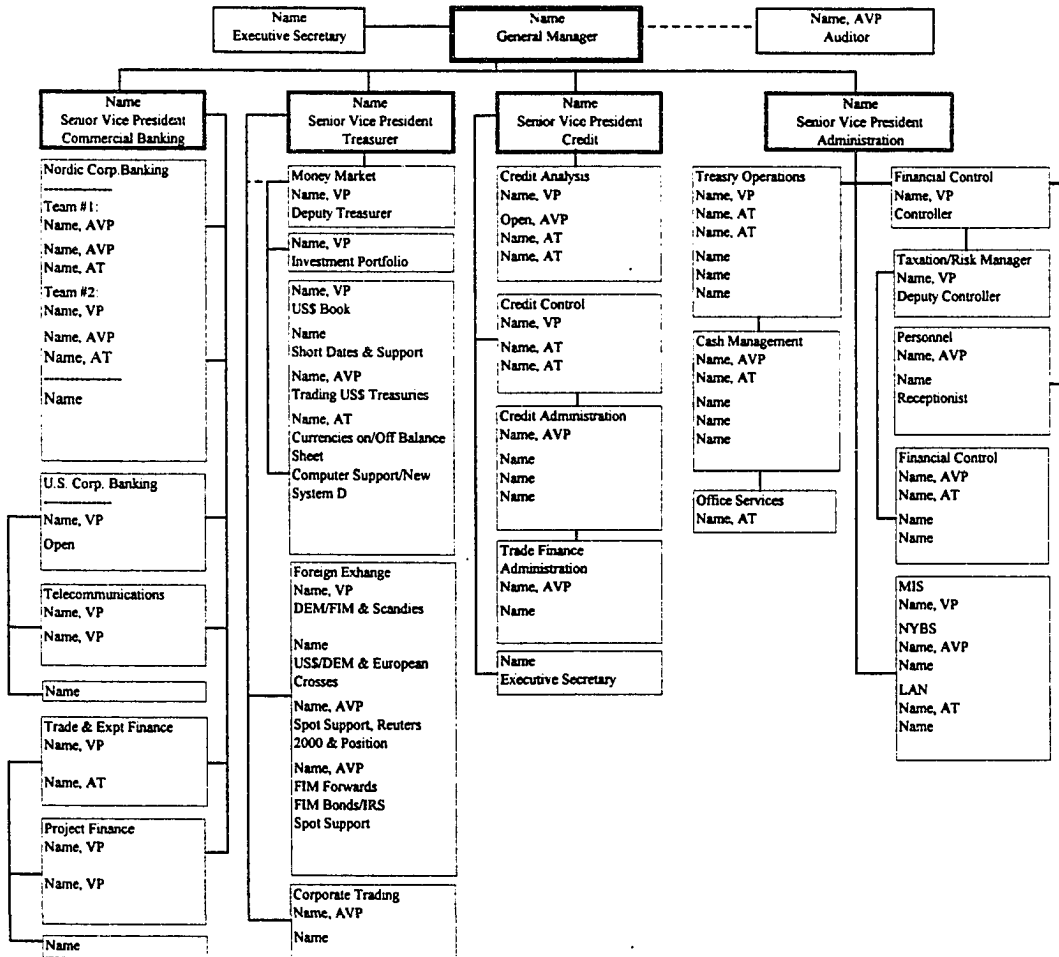 Name
Executive Secretary
Name
General Manager
Name, AVP
Auditor
Name
Senior Vice President
Commercial Banking
Name
Senior Vice President
Treasurer
Name
Senior Vice President
Credit
Name
Senior Vice President
Administration
Nordic Corp.Banking
Team #1:
Name, AVP
Name, AVP
Name, AT
Team #2:
Name, VP
Name, AVP
Name, AT
Name
U.S. Corp. Banking
Name, VP
Open
Telecommunications
Name, VP
Name, VP
Name
Trade & Expt Finance
Name, VP
Name, AT
Project Finance
Name, VP
Name, VP
Name
Money Market
Name, VP
Deputy Treasurer
Name, VP
Investment Portfolio
Name, VP
US$ Book
Name
Short Dates & Support
Name, AVP
Trading US$ Treasuries
Name, AT
Currencies on/Off Balance
Sheet
Computer Support/New
System D
Foreign Exhange
Name, VP
DEM/FIM & Scandies
Name
US$/DEM & European
Crosses
Name, AVP
Spot Support, Reuters
2000 & Position
Name, AVP
FIM Forwards
FIM Bonds/IRS
Spot Support
Corporate Trading
Name, AVP
Name
Credit Analysis
Name, VP
Open, AVP
Name, AT
Name, AT
Credit Control
Name, VP
Name, AT
Name, AT
Credit Administration
Name, AVP
Name
Name
Name
Trade Finance
Administration
Name, AVP
Name
Name
Executive Secretary
Treasry Operations
Name, VP
Name, AT
Name, AT
Name
Name
Name
Cash Management
Name, AVP
Name, AT
Name
Name
Name
Office Services
Name, AT
Financial Control
Name, VP
Controller
Taxation/Risk Manager
Name, VP
Deputy Controller
Personnel
Name, AVP
Name
Receptionist
Financial Control
Name, AVP
Name, AT
Name
Name
MIS
Name, VP
NYBS
Name, AVP
Name
LAN
Name, AT
Name